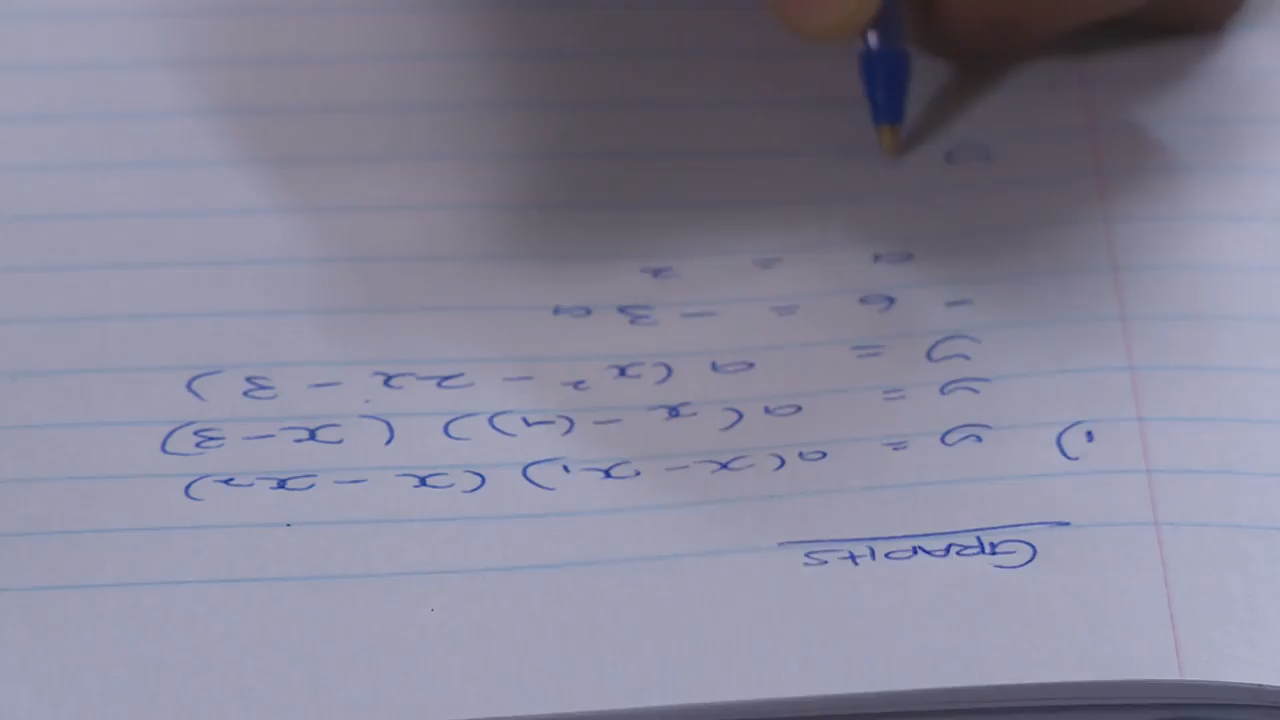 GRAPHS
1) y = a(x - x₁) (x - x₂)
y = a(x - (-1)) (x - 3)
y = a(x² - 2x - 3)
- 6 = - 3a
a = 2
y